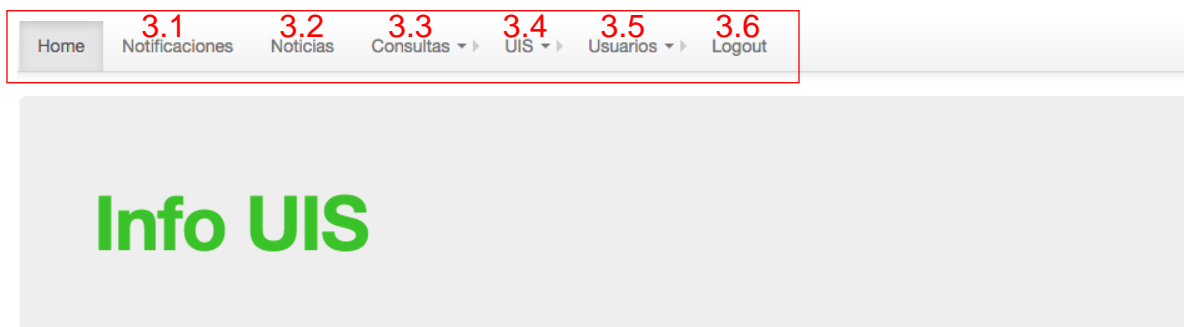 3.1 3.2 3.3 3.4 3.5 3.6
Home Notificaciones Noticias Consultas UIS Usuarios Logout
Info UIS